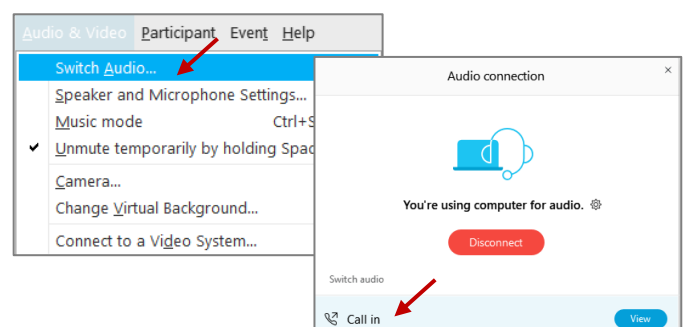 Audio & Video Participant Event Help
Switch Audio...
Speaker and Microphone Settings...
Music mode Ctrl+S
Unmute temporarily by holding Spac
Camera...
Change Virtual Background...
Connect to a Video System...
Audio connection ×
You're using computer for audio.
Disconnect
Switch audio
Call in View